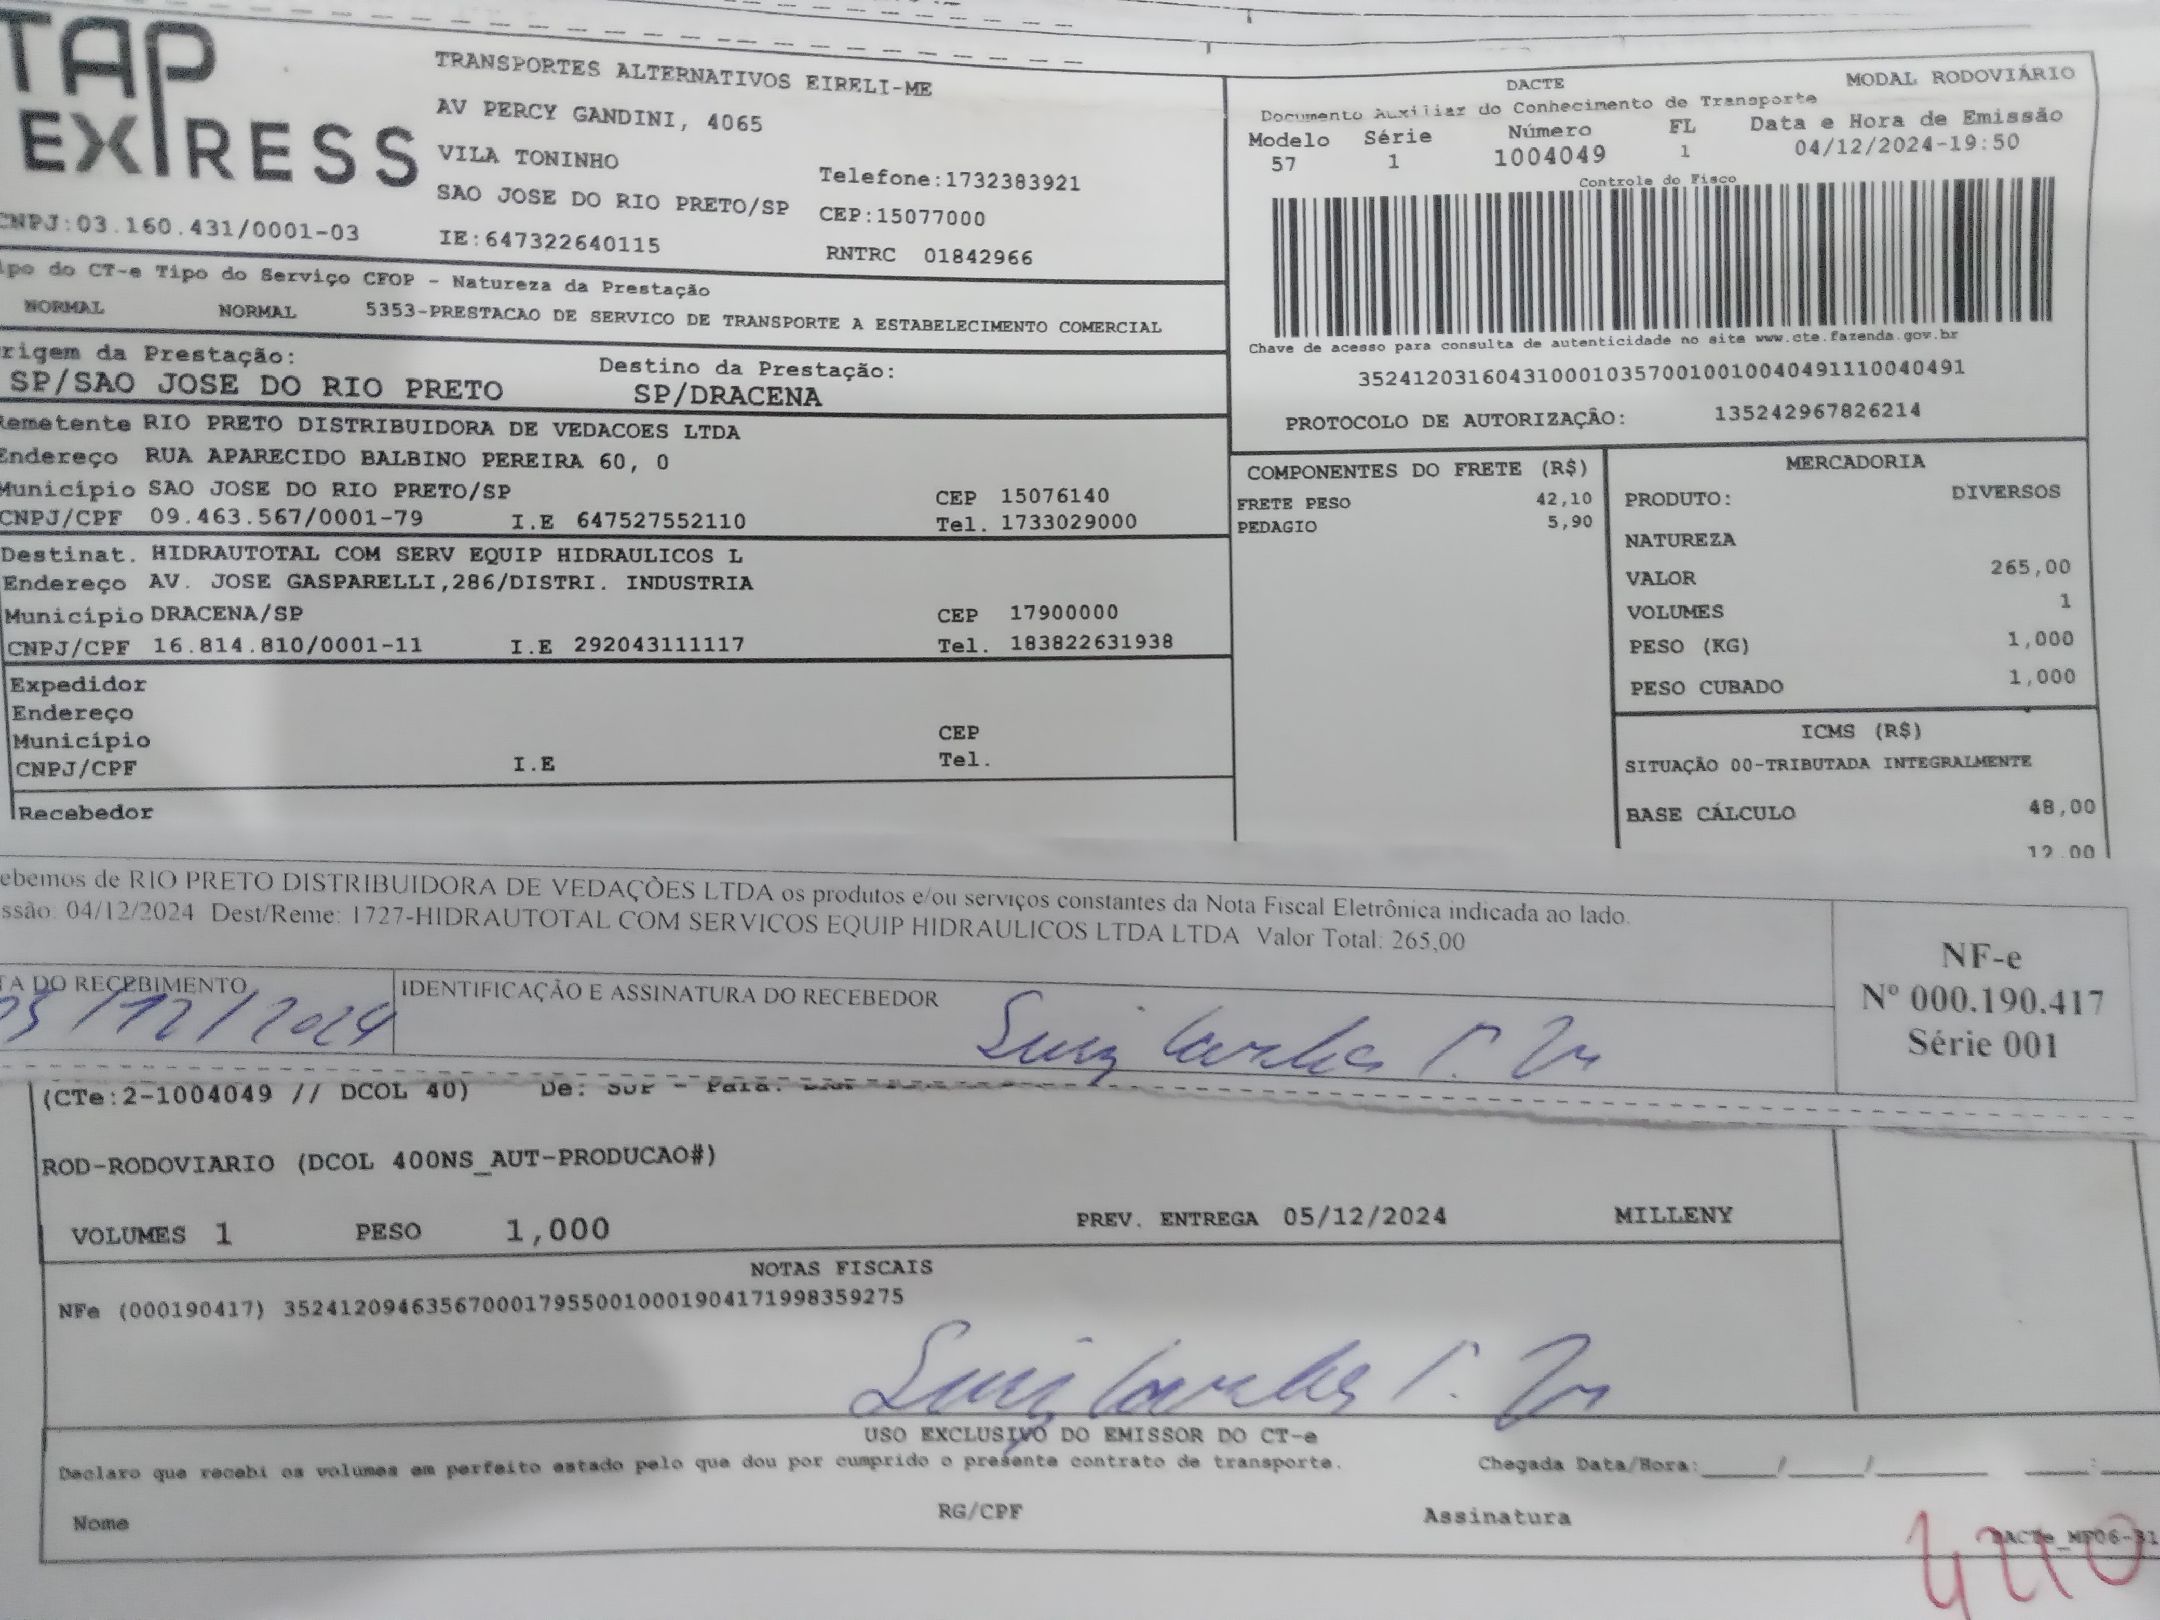 TAP
EXPRESS
TRANSPORTES ALTERNATIVOS EIRELI-ME
AV PERCY GANDINI, 4065
VILA TONINHO
Telefone:1732383921
SAO JOSE DO RIO PRETO/SP CEP:15077000
CNPJ:03.160.431/0001-03 IE:647322640115 RNTRC 01842966
DACTE MODAL RODOVIÁRIO
Documento Auxiliar do Conhecimento de Transporte
Modelo Série Número FL Data e Hora de Emissão
57 1 1004049 1 04/12/2024-19:50
Controle do Fisco
Chave de acesso para consulta de autenticidade no site www.cte.fazenda.gov.br
35241203160431000103570010010040491110040491
PROTOCOLO DE AUTORIZAÇÃO: 135242967826214
ipo do CT-e Tipo do Serviço CFOP - Natureza da Prestação
NORMAL NORMAL 5353-PRESTACAO DE SERVICO DE TRANSPORTE A ESTABELECIMENTO COMERCIAL
rigem da Prestação: Destino da Prestação:
SP/SAO JOSE DO RIO PRETO SP/DRACENA
Remetente RIO PRETO DISTRIBUIDORA DE VEDACOES LTDA
Endereço RUA APARECIDO BALBINO PEREIRA 60, 0
Município SAO JOSE DO RIO PRETO/SP CEP 15076140
CNPJ/CPF 09.463.567/0001-79 I.E 647527552110 Tel. 1733029000
Destinat. HIDRAUTOTAL COM SERV EQUIP HIDRAULICOS L
Endereço AV. JOSE GASPARELLI,286/DISTRI. INDUSTRIA
Município DRACENA/SP CEP 17900000
CNPJ/CPF 16.814.810/0001-11 I.E 292043111117 Tel. 183822631938
Expedidor
Endereço
Município CEP
CNPJ/CPF I.E Tel.
Recebedor
COMPONENTES DO FRETE (R$)
FRETE PESO 42,10
PEDAGIO 5,90
MERCADORIA
PRODUTO: DIVERSOS
NATUREZA
VALOR 265,00
VOLUMES 1
PESO (KG) 1,000
PESO CUBADO 1,000
ICMS (R$)
SITUAÇÃO 00-TRIBUTADA INTEGRALMENTE
BASE CÁLCULO 48,00
12,00
ebemos de RIO PRETO DISTRIBUIDORA DE VEDAÇÕES LTDA os produtos e/ou serviços constantes da Nota Fiscal Eletrônica indicada ao lado.
ssão: 04/12/2024 Dest/Reme: 1727-HIDRAUTOTAL COM SERVICOS EQUIP HIDRAULICOS LTDA LTDA Valor Total: 265,00
TA DO RECEBIMENTO IDENTIFICAÇÃO E ASSINATURA DO RECEBEDOR
05/12/2024 Luiz Carlos
NF-e
Nº 000.190.417
Série 001
(CTe:2-1004049 // DCOL 40) De: SJP - Para:
ROD-RODOVIARIO (DCOL 400NS_AUT-PRODUCAO#)
VOLUMES 1 PESO 1,000 PREV. ENTREGA 05/12/2024 MILLENY
NOTAS FISCAIS
NFe (000190417) 35241209463567000179550010001904171998359275
Luiz Carlos
USO EXCLUSIVO DO EMISSOR DO CT-e
Declaro que recebi os volumes em perfeito estado pelo que dou por cumprido o presente contrato de transporte. Chegada Data/Hora:_____/_____/_______ ____:____
Nome RG/CPF Assinatura
DACTe_MF06-31